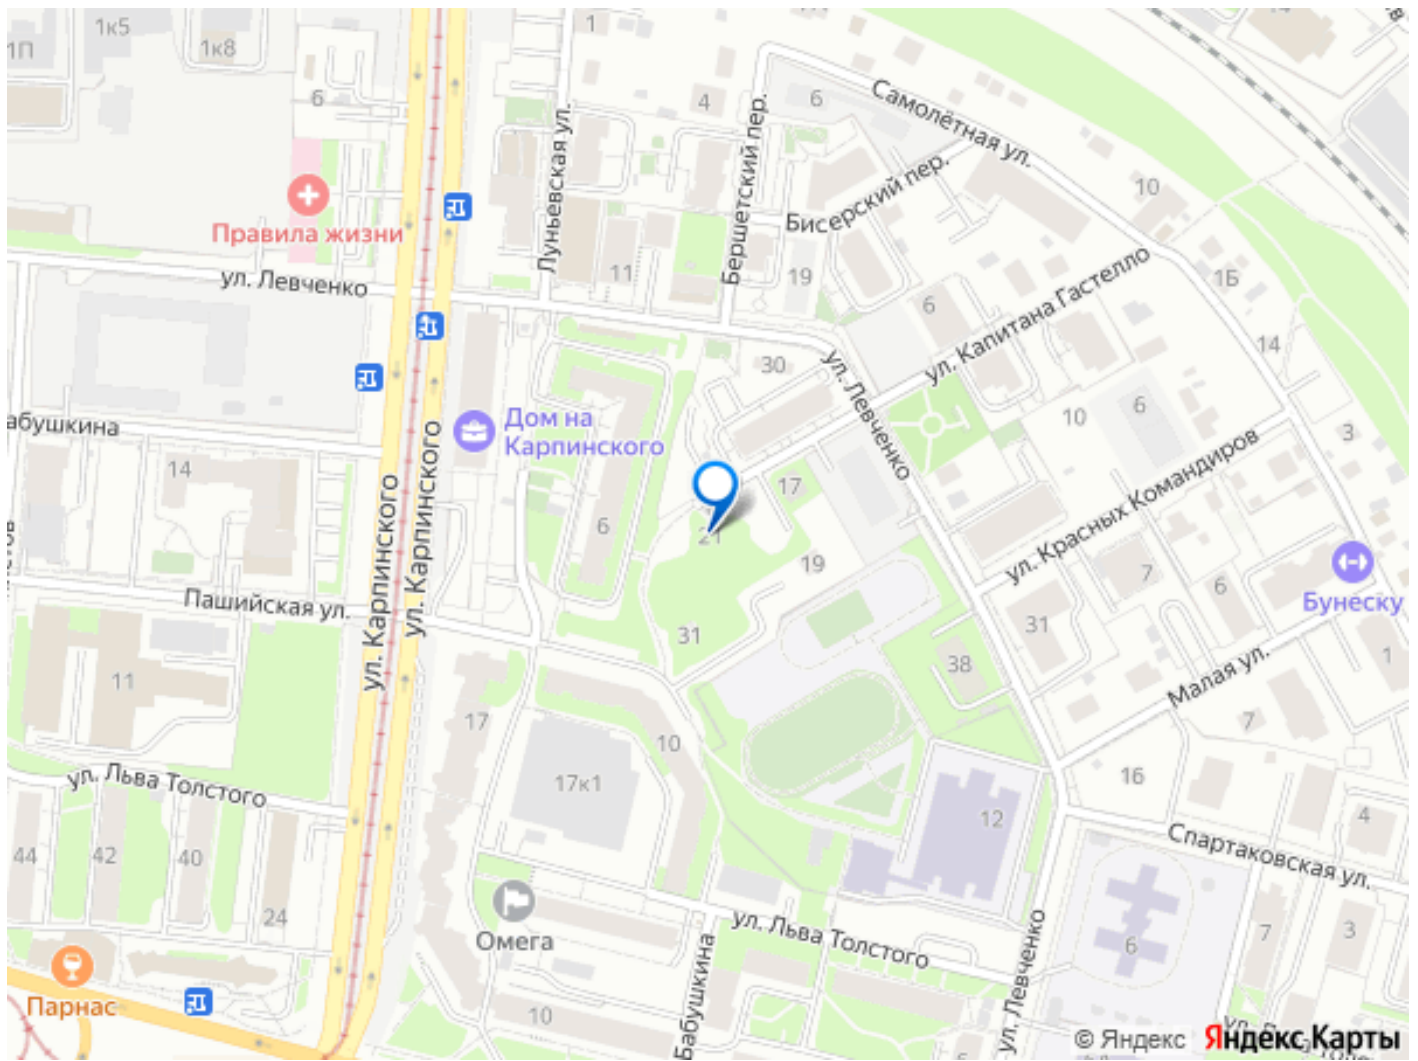 1к5
1П
1к8
6
1
4
6
Самолётная ул.
Луньевская ул.
Бершетский пер.
Бисерский пер.
10
Правила жизни
ул. Левченко
11
19
6
1Б
ул. Капитана Гастелло
14
30
ул. Левченко
10
6
3
Дом на
Карпинского
14
ул. Карпинского
ул. Карпинского
6
17
21
19
ул. Красных Командиров
7
6
Бунеску
Пашийская ул.
31
31
38
1
Малая ул.
11
17
10
7
ул. Льва Толстого
17к1
16
12
4
Спартаковская ул.
44
42
40
24
Омега
ул. Льва Толстого
ул. Левченко
6
7
3
Парнас
10
Бабушкина
© Яндекс Яндекс Карты